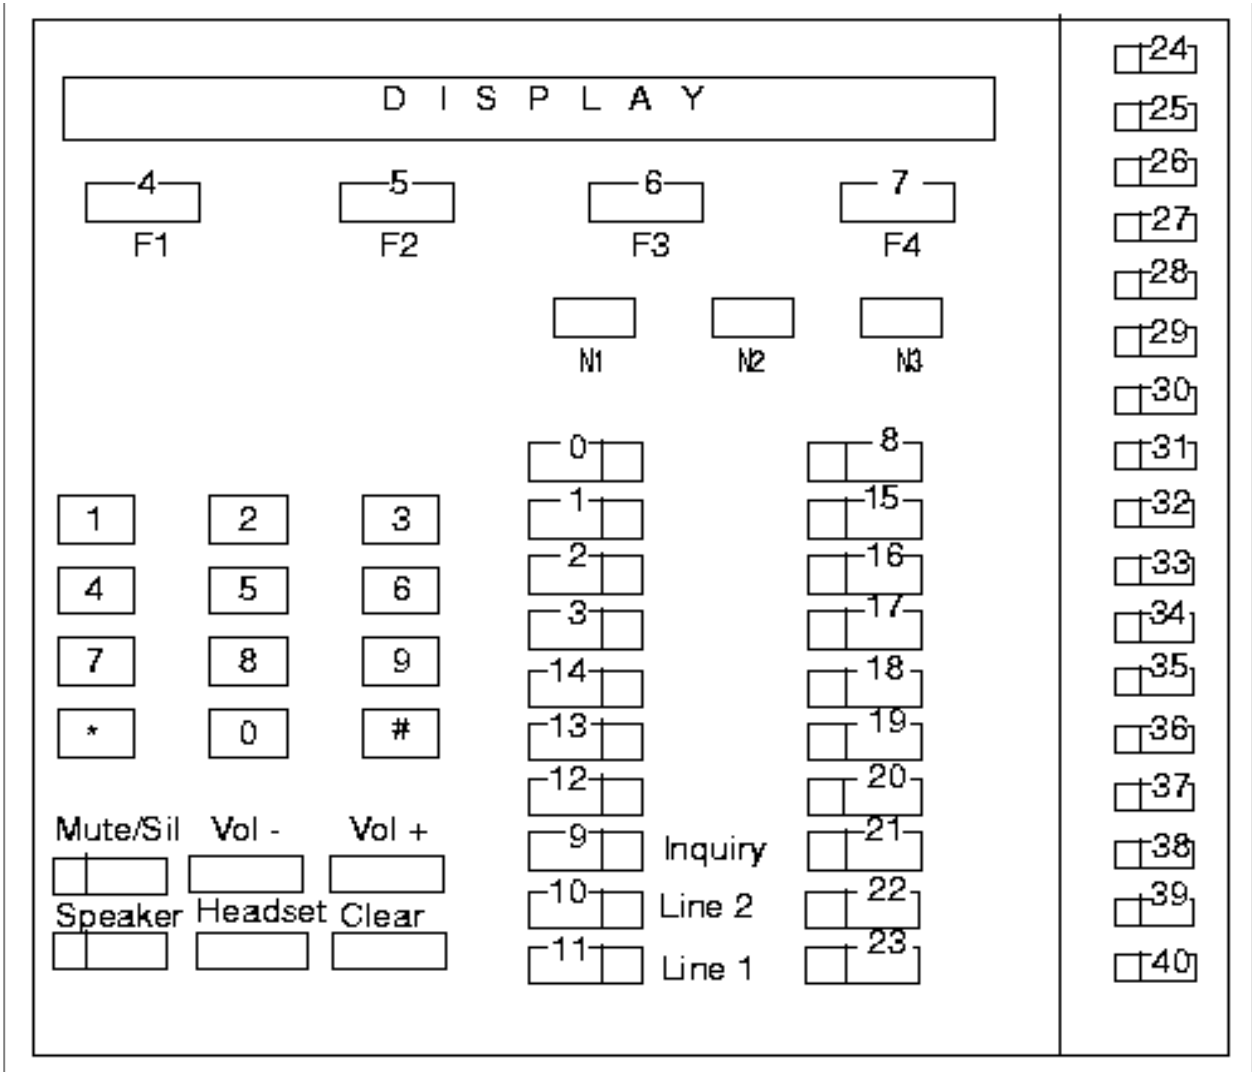 D I S P L A Y
4 5 6 7
F1 F2 F3 F4
N1 N2 N3
1 2 3
4 5 6
7 8 9
* 0 #
Mute/Sil Vol - Vol +
Speaker Headset Clear
0
1
2
3
14
13
12
9 Inquiry
10 Line 2
11 Line 1
8
15
16
17
18
19
20
21
22
23
24
25
26
27
28
29
30
31
32
33
34
35
36
37
38
39
40